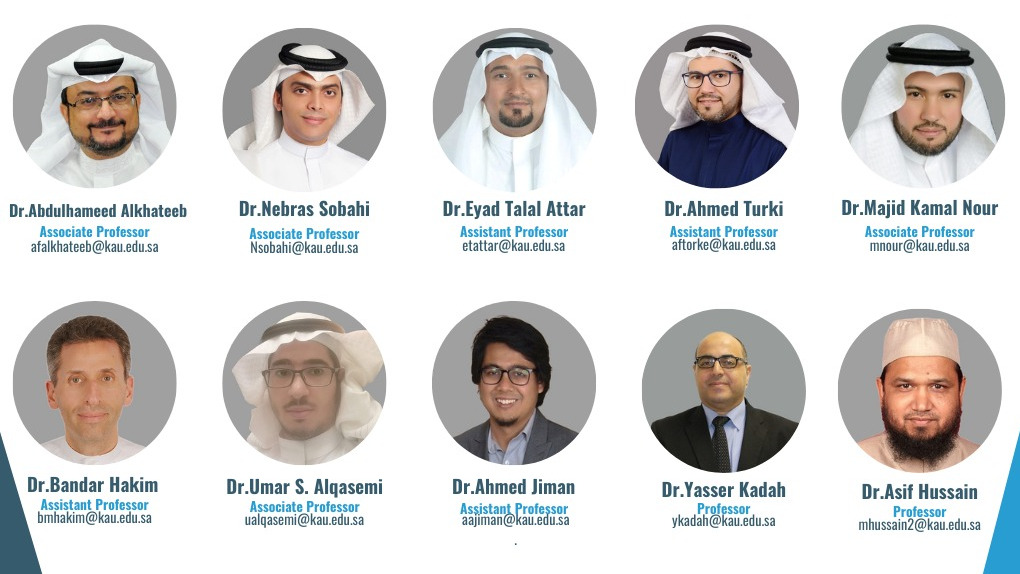 Dr.Abdulhameed Alkhateeb
Associate Professor
afalkhateeb@kau.edu.sa
Dr.Nebras Sobahi
Associate Professor
Nsobahi@kau.edu.sa
Dr.Eyad Talal Attar
Assistant Professor
etattar@kau.edu.sa
Dr.Ahmed Turki
Assistant Professor
aftorke@kau.edu.sa
Dr.Majid Kamal Nour
Associate Professor
mnour@kau.edu.sa
Dr.Bandar Hakim
Assistant Professor
bmhakim@kau.edu.sa
Dr.Umar S. Alqasemi
Associate Professor
ualqasemi@kau.edu.sa
Dr.Ahmed Jiman
Assistant Professor
aajiman@kau.edu.sa
.
Dr.Yasser Kadah
Professor
ykadah@kau.edu.sa
Dr.Asif Hussain
Professor
mhussain2@kau.edu.sa